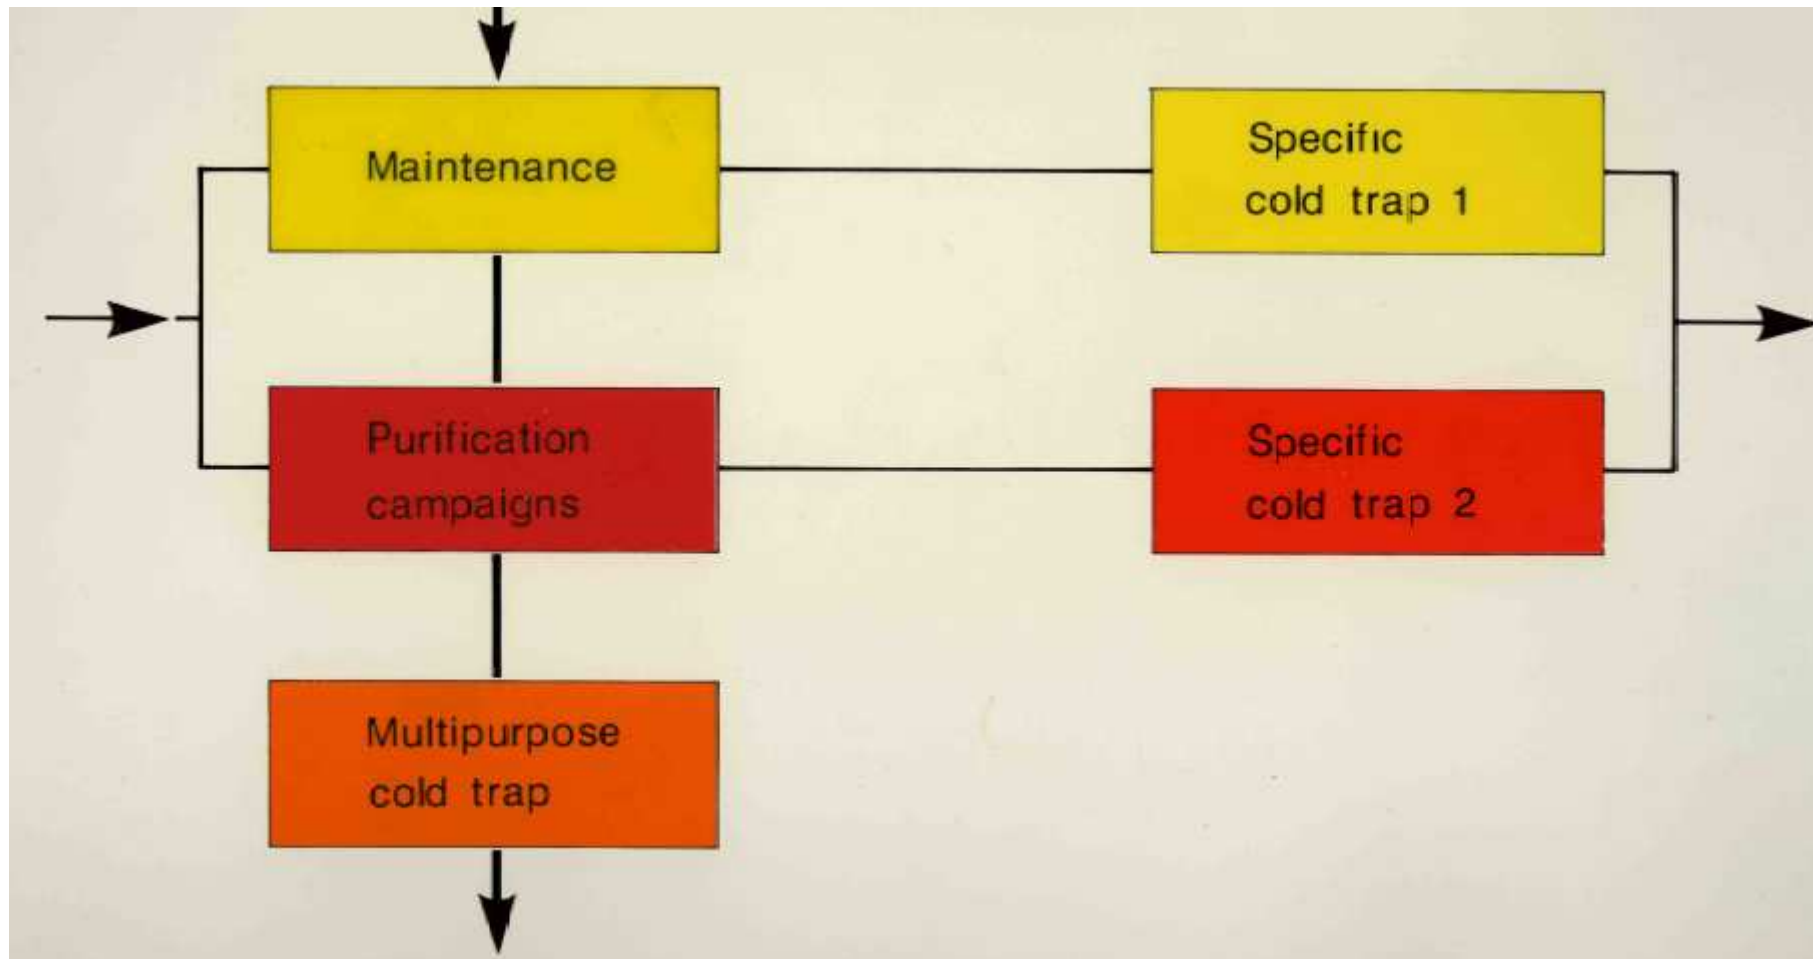 Maintenance
Specific
cold trap 1
Purification
campaigns
Specific
cold trap 2
Multipurpose
cold trap